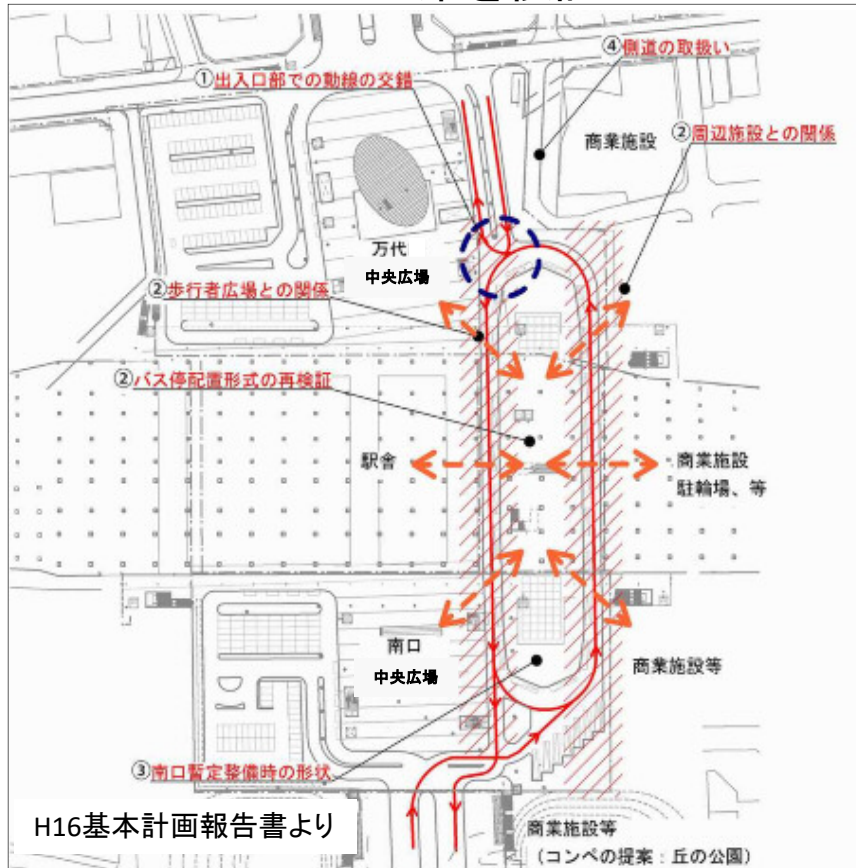 ④側道の取扱い
①出入口部での動線の交錯
商業施設
②周辺施設との関係
万代
中央広場
②歩行者広場との関係
②バス停配置形式の再検証
駅舎
商業施設
駐輪場、等
南口
中央広場
商業施設等
③南口暫定整備時の形状
H16基本計画報告書より
商業施設等
(コンペの提案:丘の公園)